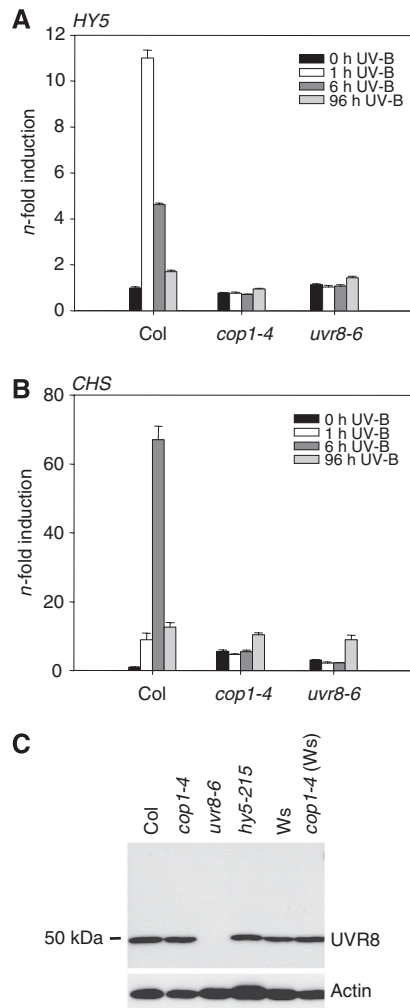 A HY5
12
10
8
6
4
2
0
n-fold induction
0 h UV-B
1 h UV-B
6 h UV-B
96 h UV-B
Col cop1-4 uvr8-6
B CHS
80
60
40
20
0
n-fold induction
0 h UV-B
1 h UV-B
6 h UV-B
96 h UV-B
Col cop1-4 uvr8-6
C
Col cop1-4 uvr8-6 hy5-215 Ws cop1-4 (Ws)
50 kDa – UVR8
Actin